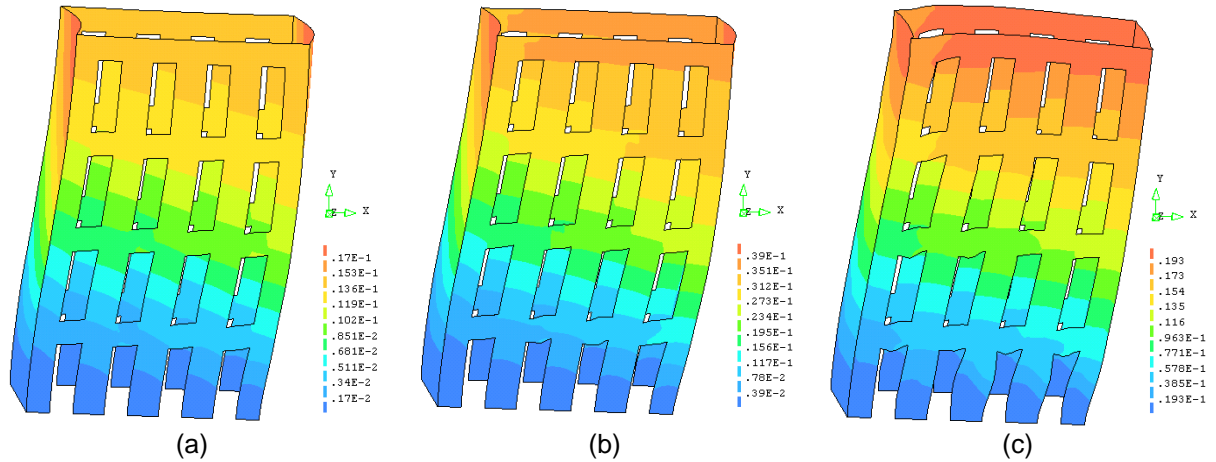 Y
Z X
.17E-1
.153E-1
.136E-1
.119E-1
.102E-1
.851E-2
.681E-2
.511E-2
.34E-2
.17E-2
(a)
Y
Z X
.39E-1
.351E-1
.312E-1
.273E-1
.234E-1
.195E-1
.156E-1
.117E-1
.78E-2
.39E-2
(b)
Y
Z X
.193
.173
.154
.135
.116
.963E-1
.771E-1
.578E-1
.385E-1
.193E-1
(c)